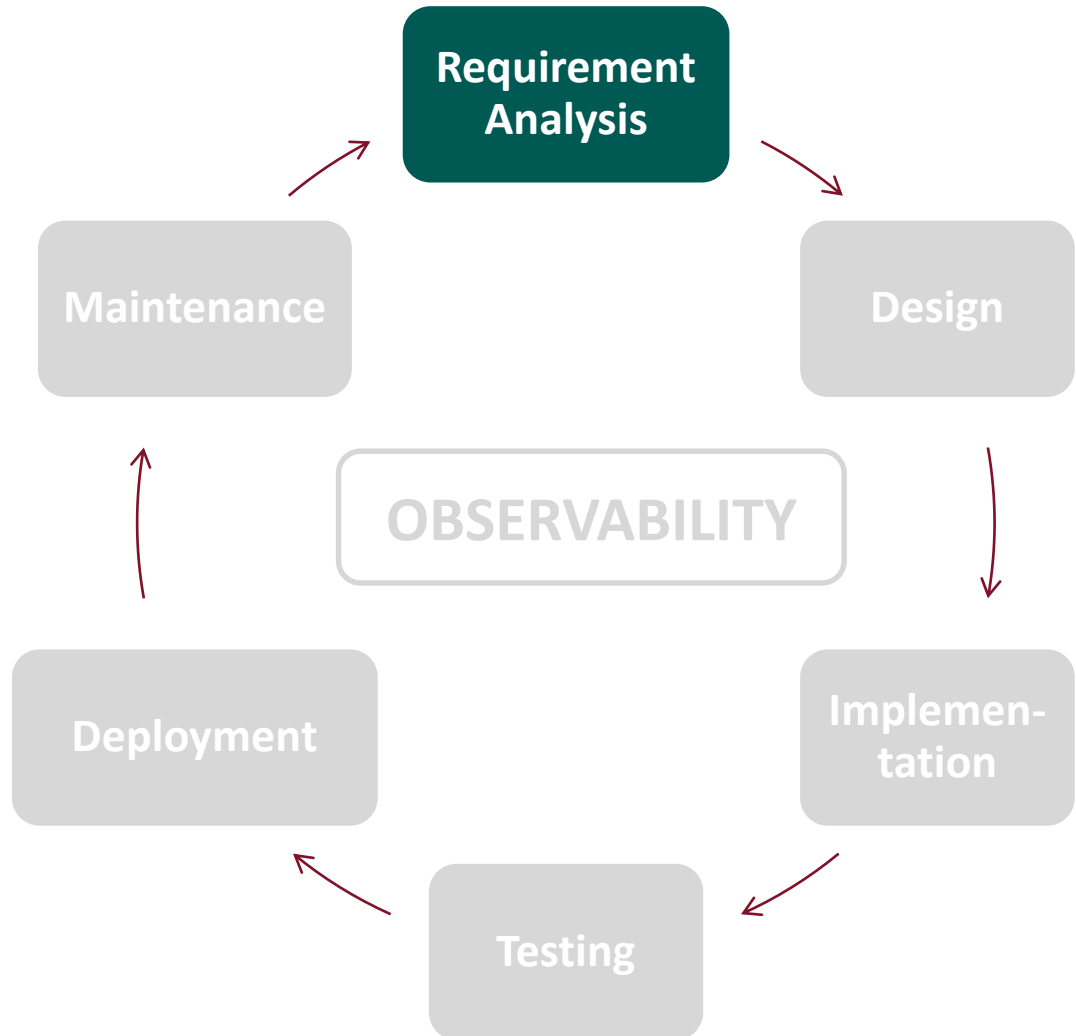 Requirement
Analysis
Maintenance
Design
OBSERVABILITY
Deployment
Implemen-
tation
Testing